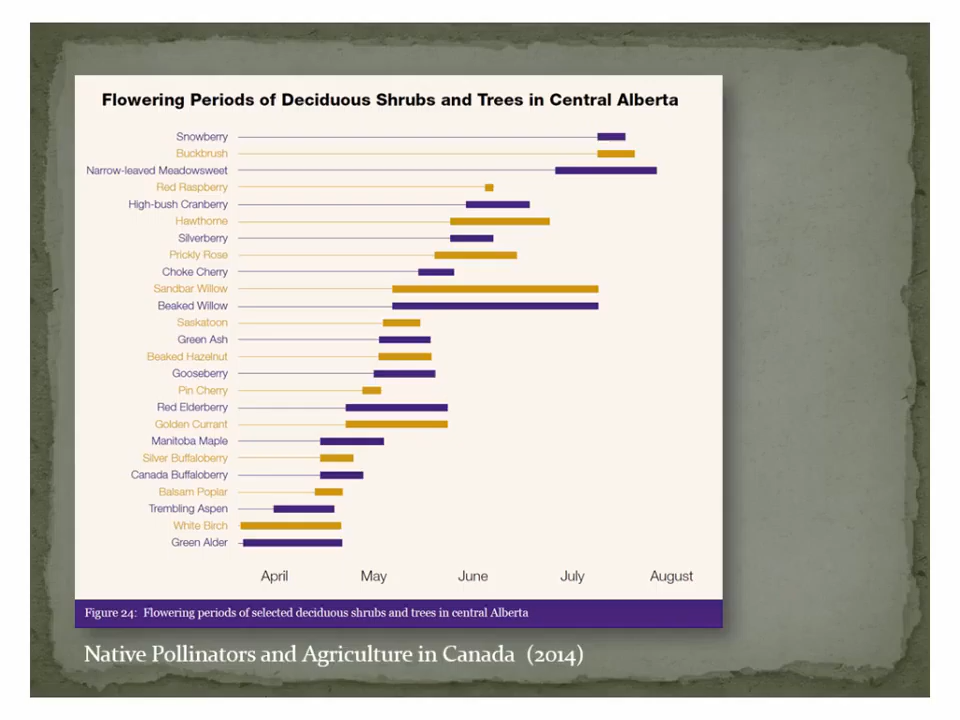 Flowering Periods of Deciduous Shrubs and Trees in Central Alberta
Snowberry
Buckbrush
Narrow-leaved Meadowsweet
Red Raspberry
High-bush Cranberry
Hawthorne
Silverberry
Prickly Rose
Choke Cherry
Sandbar Willow
Beaked Willow
Saskatoon
Green Ash
Beaked Hazelnut
Gooseberry
Pin Cherry
Red Elderberry
Golden Currant
Manitoba Maple
Silver Buffaloberry
Canada Buffaloberry
Balsam Poplar
Trembling Aspen
White Birch
Green Alder
April May June July August
Figure 24: Flowering periods of selected deciduous shrubs and trees in central Alberta
Native Pollinators and Agriculture in Canada (2014)